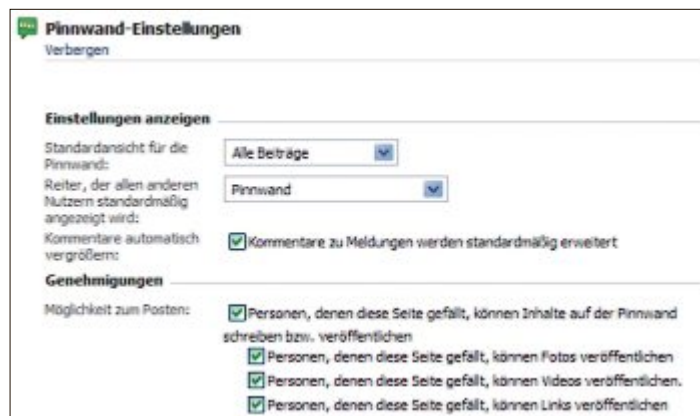 Pinnwand-Einstellungen
Verbergen
Einstellungen anzeigen
Standardansicht für die
Pinnwand:
Alle Beiträge
Reiter, der allen anderen
Nutzern standardmäßig
angezeigt wird:
Pinnwand
Kommentare automatisch
vergrößern:
Kommentare zu Meldungen werden standardmäßig erweitert
Genehmigungen
Möglichkeit zum Posten:
Personen, denen diese Seite gefällt, können Inhalte auf der Pinnwand
schreiben bzw. veröffentlichen
Personen, denen diese Seite gefällt, können Fotos veröffentlichen
Personen, denen diese Seite gefällt, können Videos veröffentlichen.
Personen, denen diese Seite gefällt, können Links veröffentlichen